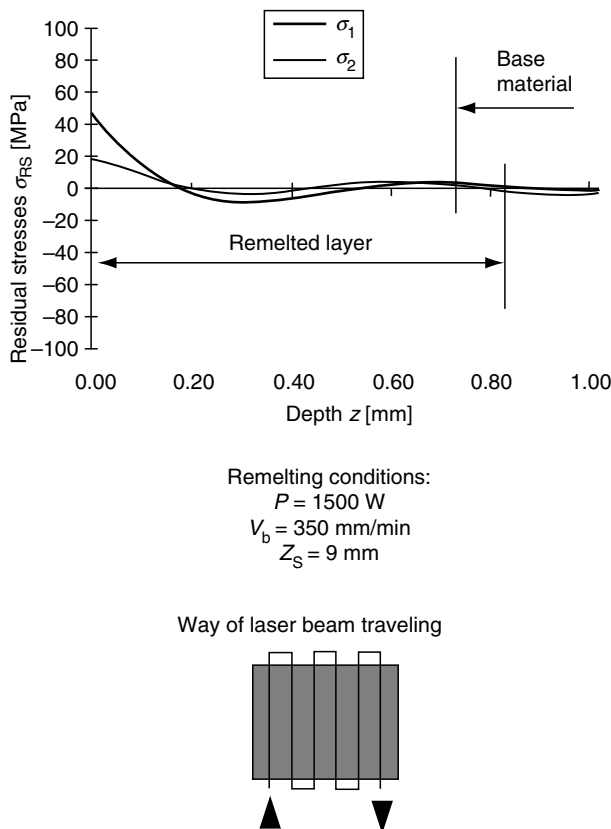 100
80
60
40
20
0
−20
−40
−60
−80
−100
Residual stresses σRS [MPa]
σ1
σ2
Base
material
Remelted layer
0.00 0.20 0.40 0.60 0.80 1.00
Depth z [mm]
Remelting conditions:
P = 1500 W
Vb = 350 mm/min
ZS = 9 mm
Way of laser beam traveling